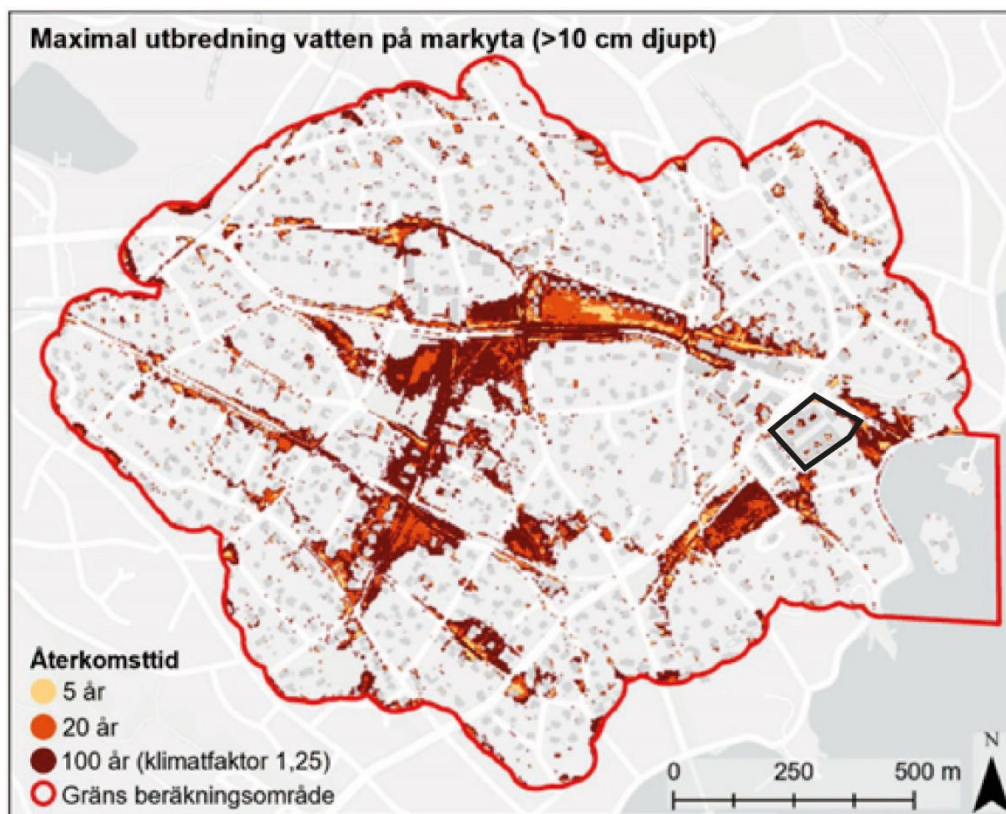 Maximal utbredning vatten på markyta (>10 cm djupt)
Återkomsttid
5 år
20 år
100 år (klimatfaktor 1,25)
Gräns beräkningsområde
N
0 250 500 m